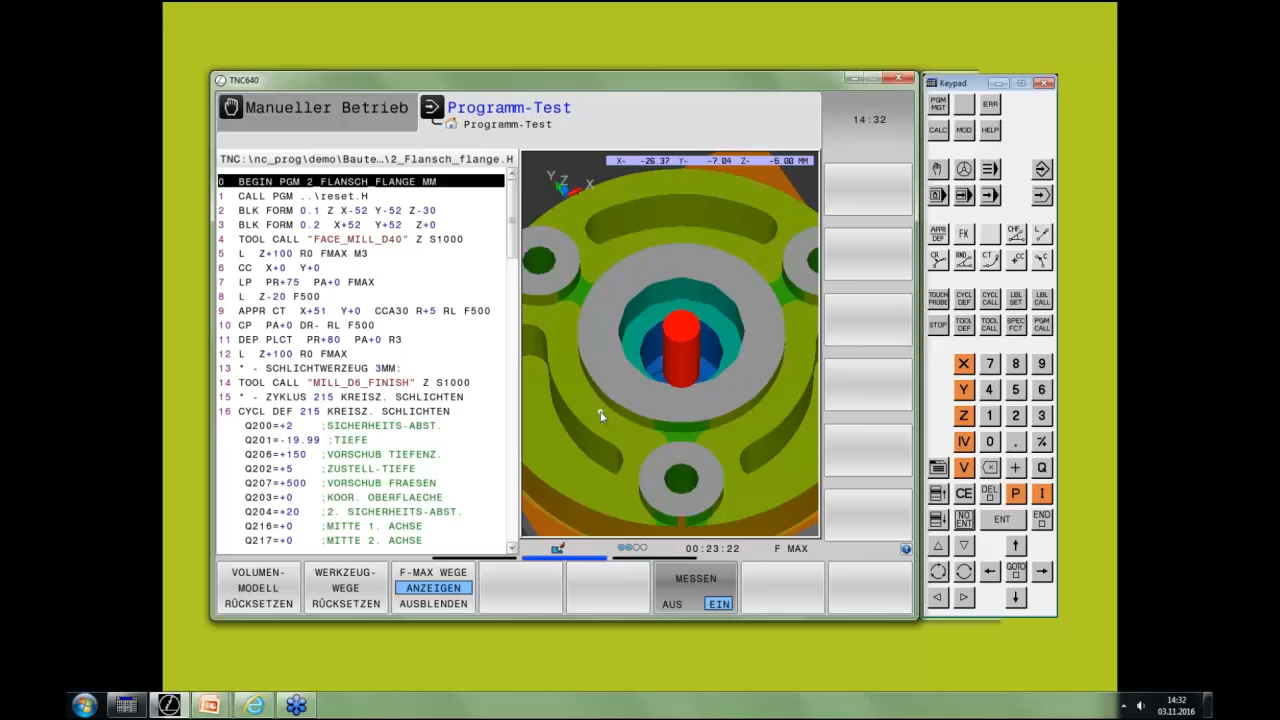 TNC640
Manueller Betrieb
Programm-Test
Programm-Test
14:32
TNC:\nc_prog\demo\Baute…\2_Flansch_flange.H
0 BEGIN PGM 2_FLANSCH_FLANGE MM
1 CALL PGM ..\reset.H
2 BLK FORM 0.1 Z X-52 Y-52 Z-30
3 BLK FORM 0.2 X+52 Y+52 Z+0
4 TOOL CALL "FACE_MILL_D40" Z S1000
5 L Z+100 R0 FMAX M3
6 CC X+0 Y+0
7 LP PR+75 PA+0 FMAX
8 L Z-20 F500
9 APPR CT X+51 Y+0 CCA30 R+5 RL F500
10 CP PA+0 DR- RL F500
11 DEP PLCT PR+80 PA+0 R3
12 L Z+100 R0 FMAX
13 * - SCHLICHTWERZEUG 3MM:
14 TOOL CALL "MILL_D6_FINISH" Z S1000
15 * - ZYKLUS 215 KREISZ. SCHLICHTEN
16 CYCL DEF 215 KREISZ. SCHLICHTEN
Q200=+2 ;SICHERHEITS-ABST.
Q201=-19.99 ;TIEFE
Q206=+150 ;VORSCHUB TIEFENZ.
Q202=+5 ;ZUSTELL-TIEFE
Q207=+500 ;VORSCHUB FRAESEN
Q203=+0 ;KOOR. OBERFLAECHE
Q204=+20 ;2. SICHERHEITS-ABST.
Q216=+0 ;MITTE 1. ACHSE
Q217=+0 ;MITTE 2. ACHSE
X- -26.37 Y- -7.04 Z- -5.00 MM
Y Z X
00:23:22 F MAX
VOLUMEN-
MODELL
RÜCKSETZEN
WERKZEUG-
WEGE
RÜCKSETZEN
F-MAX WEGE
ANZEIGEN
AUSBLENDEN
MESSEN
AUS EIN
Keypad
PGM MGT ERR
CALC MOD HELP
APPR DEP FK CHF L
CR RND CT CC C
TOUCH PROBE CYCL DEF CYCL CALL LBL SET LBL CALL
STOP TOOL DEF TOOL CALL SPEC FCT PGM CALL
X 7 8 9
Y 4 5 6
Z 1 2 3
IV 0 .
V + Q
CE DEL P I
NO ENT ENT END
GOTO
14:32
03.11.2016